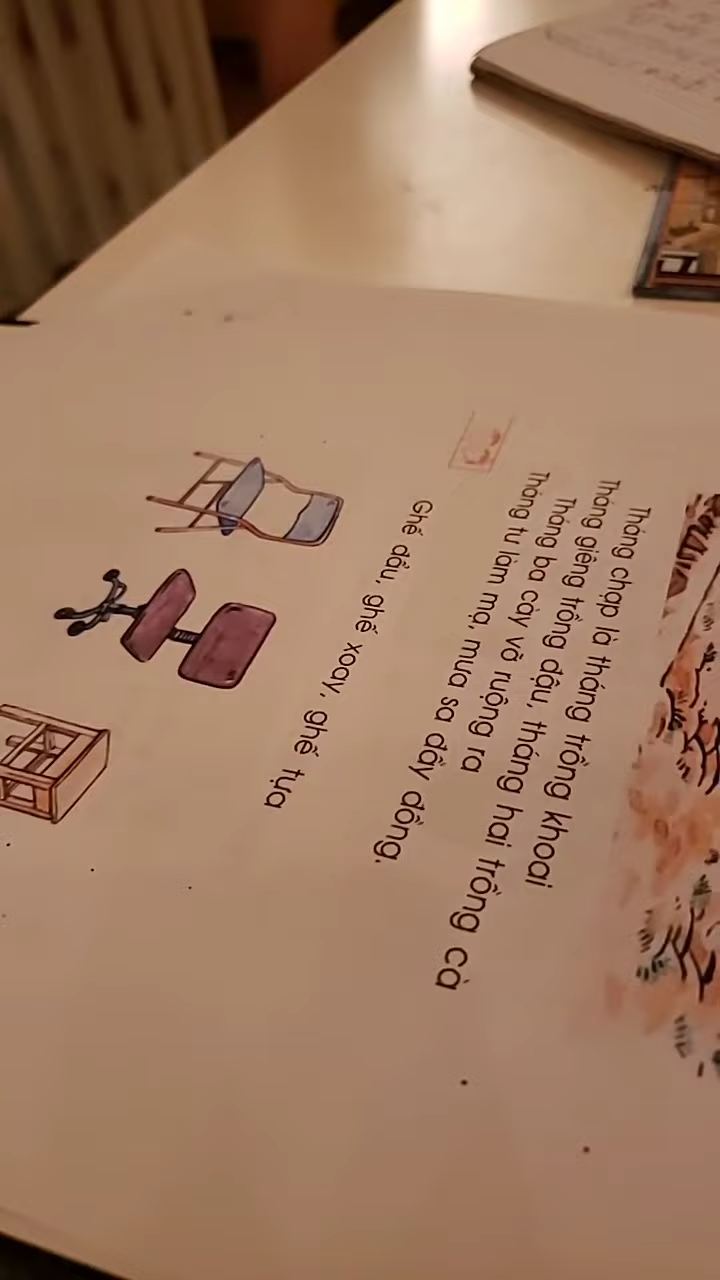 Tháng chạp là tháng trồng khoai
Tháng giêng trồng đậu, tháng hai trồng cà
Tháng ba cày vỡ ruộng ra
Tháng tư làm mạ, mưa sa đầy đồng.
Ghế đẩu, ghế xoay, ghế tựa